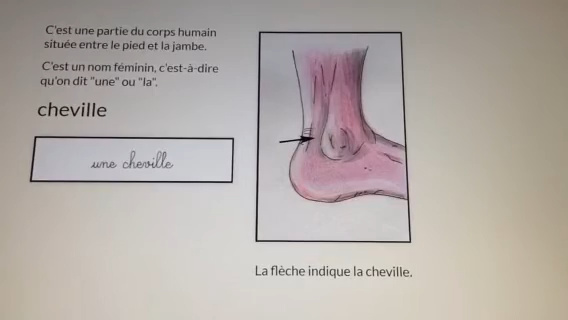 C'est une partie du corps humain
située entre le pied et la jambe.
C'est un nom féminin, c'est-à-dire
qu'on dit "une" ou "la".
cheville
une cheville
La flèche indique la cheville.